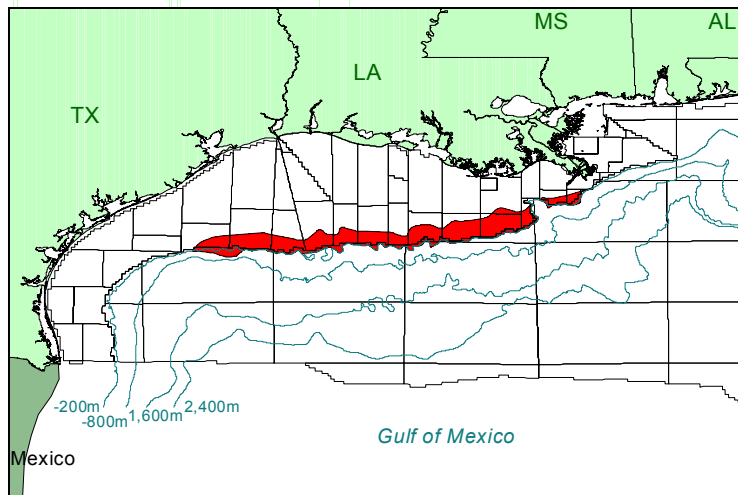 MS
AL
LA
TX
-200m
-800m
1,600m
2,400m
Gulf of Mexico
Mexico